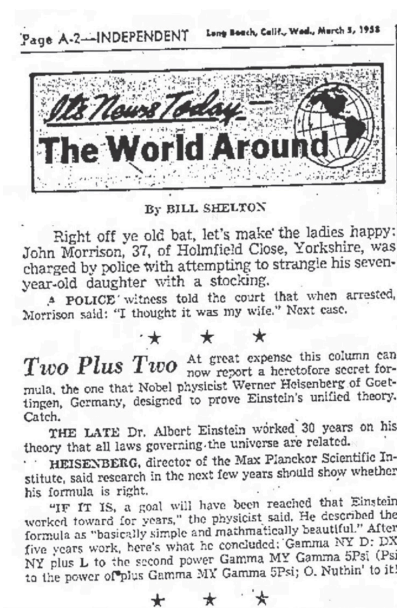 Page A-2—INDEPENDENT Long Beach, Calif., Wed., March 5, 1958
It's News Today—
The World Around
By BILL SHELTON
Right off ye old bat, let's make the ladies happy:
John Morrison, 37, of Holmfield Close, Yorkshire, was
charged by police with attempting to strangle his seven-
year-old daughter with a stocking.
A POLICE witness told the court that when arrested,
Morrison said: "I thought it was my wife." Next case.
★ ★ ★
Two Plus Two At great expense this column can
now report a heretofore secret for-
mula, the one that Nobel physicist Werner Heisenberg of Goet-
tingen, Germany, designed to prove Einstein's unified theory.
Catch.
THE LATE Dr. Albert Einstein worked 30 years on his
theory that all laws governing the universe are related.
HEISENBERG, director of the Max Planckor Scientific In-
stitute, said research in the next few years should show whether
his formula is right.
"IF IT IS, a goal will have been reached that Einstein
worked toward for years," the physicist said. He described the
formula as "basically simple and mathmatically beautiful." After
five years work, here's what he concluded: Gamma NY D: DX
NY plus L to the second power Gamma MY Gamma 5Psi (Psi
to the power of plus Gamma MY Gamma 5Psi; O. Nuthin' to it!
★ ★ ★